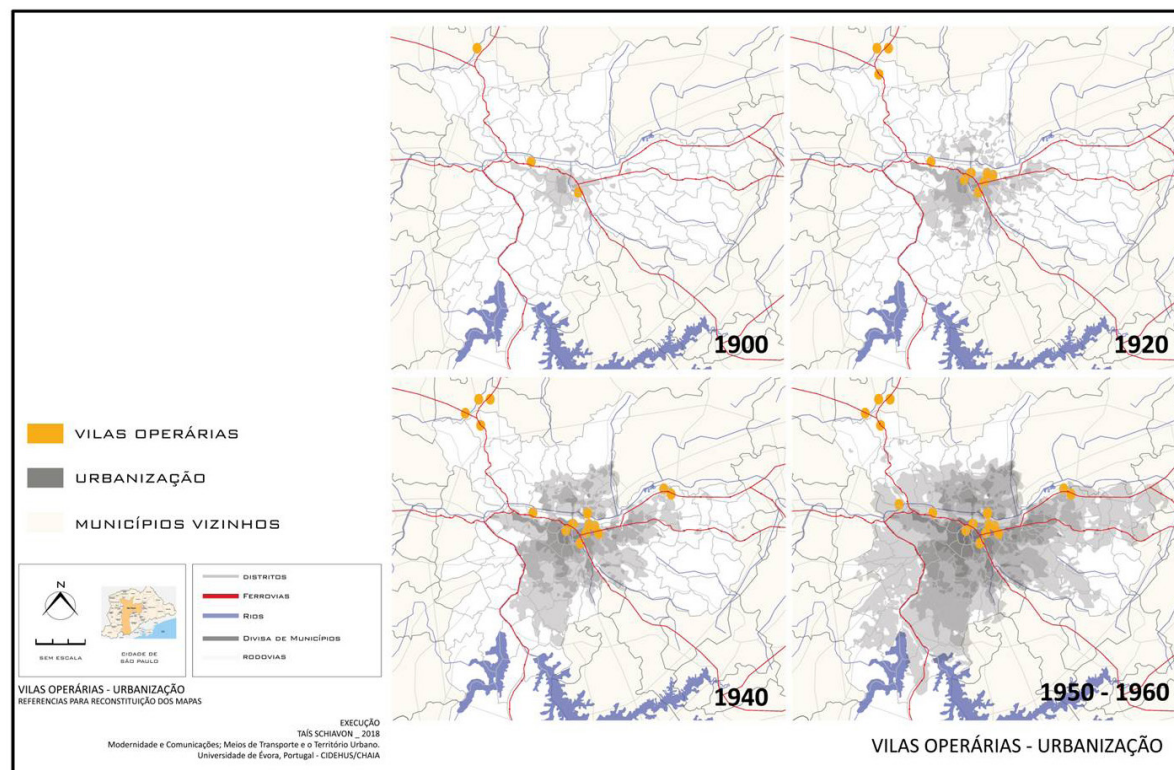 1900
1920
1940
1950 - 1960
VILAS OPERÁRIAS
URBANIZAÇÃO
MUNICÍPIOS VIZINHOS
N
SEM ESCALA
CIDADE DE
SÃO PAULO
DISTRITOS
FERROVIAS
RIOS
DIVISA DE MUNICÍPIOS
RODOVIAS
VILAS OPERÁRIAS - URBANIZAÇÃO
REFERENCIAS PARA RECONSTITUIÇÃO DOS MAPAS
EXECUÇÃO
TAÍS SCHIAVON _ 2018
Modernidade e Comunicações; Meios de Transporte e o Território Urbano.
Universidade de Évora, Portugal - CIDEHUS/CHAIA
VILAS OPERÁRIAS - URBANIZAÇÃO